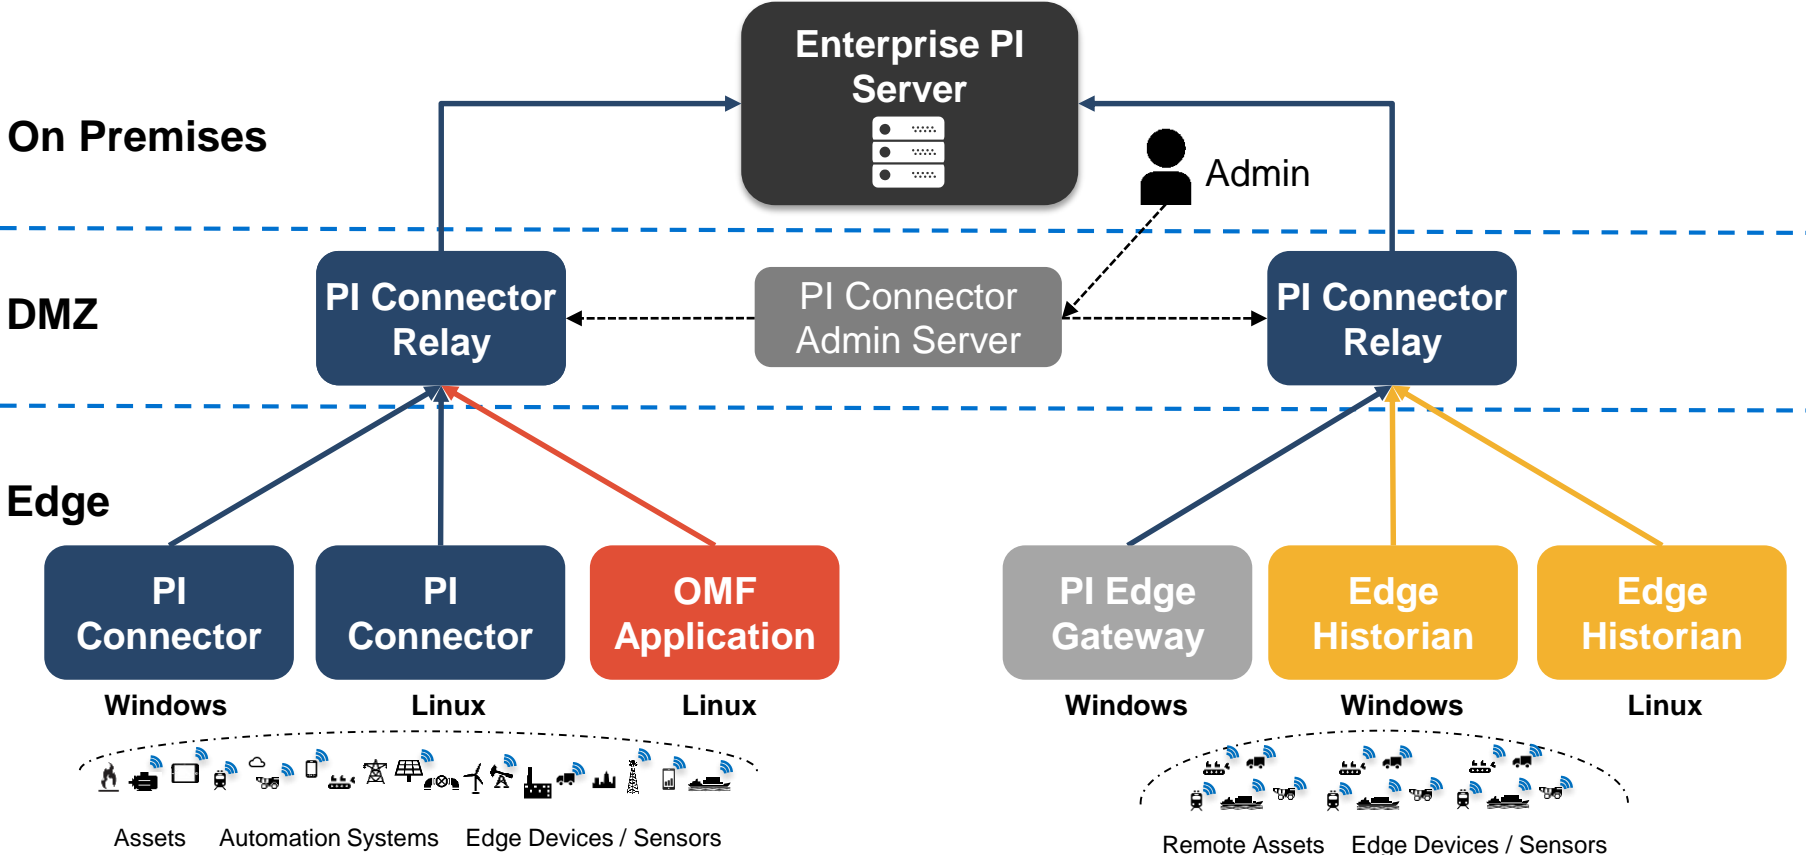 Enterprise PI
Server
On Premises
Admin
DMZ
PI Connector
Relay
PI Connector
Admin Server
PI Connector
Relay
Edge
PI
Connector
PI
Connector
OMF
Application
PI Edge
Gateway
Edge
Historian
Edge
Historian
Windows
Linux
Linux
Windows
Windows
Linux
Assets
Automation Systems
Edge Devices / Sensors
Remote Assets
Edge Devices / Sensors